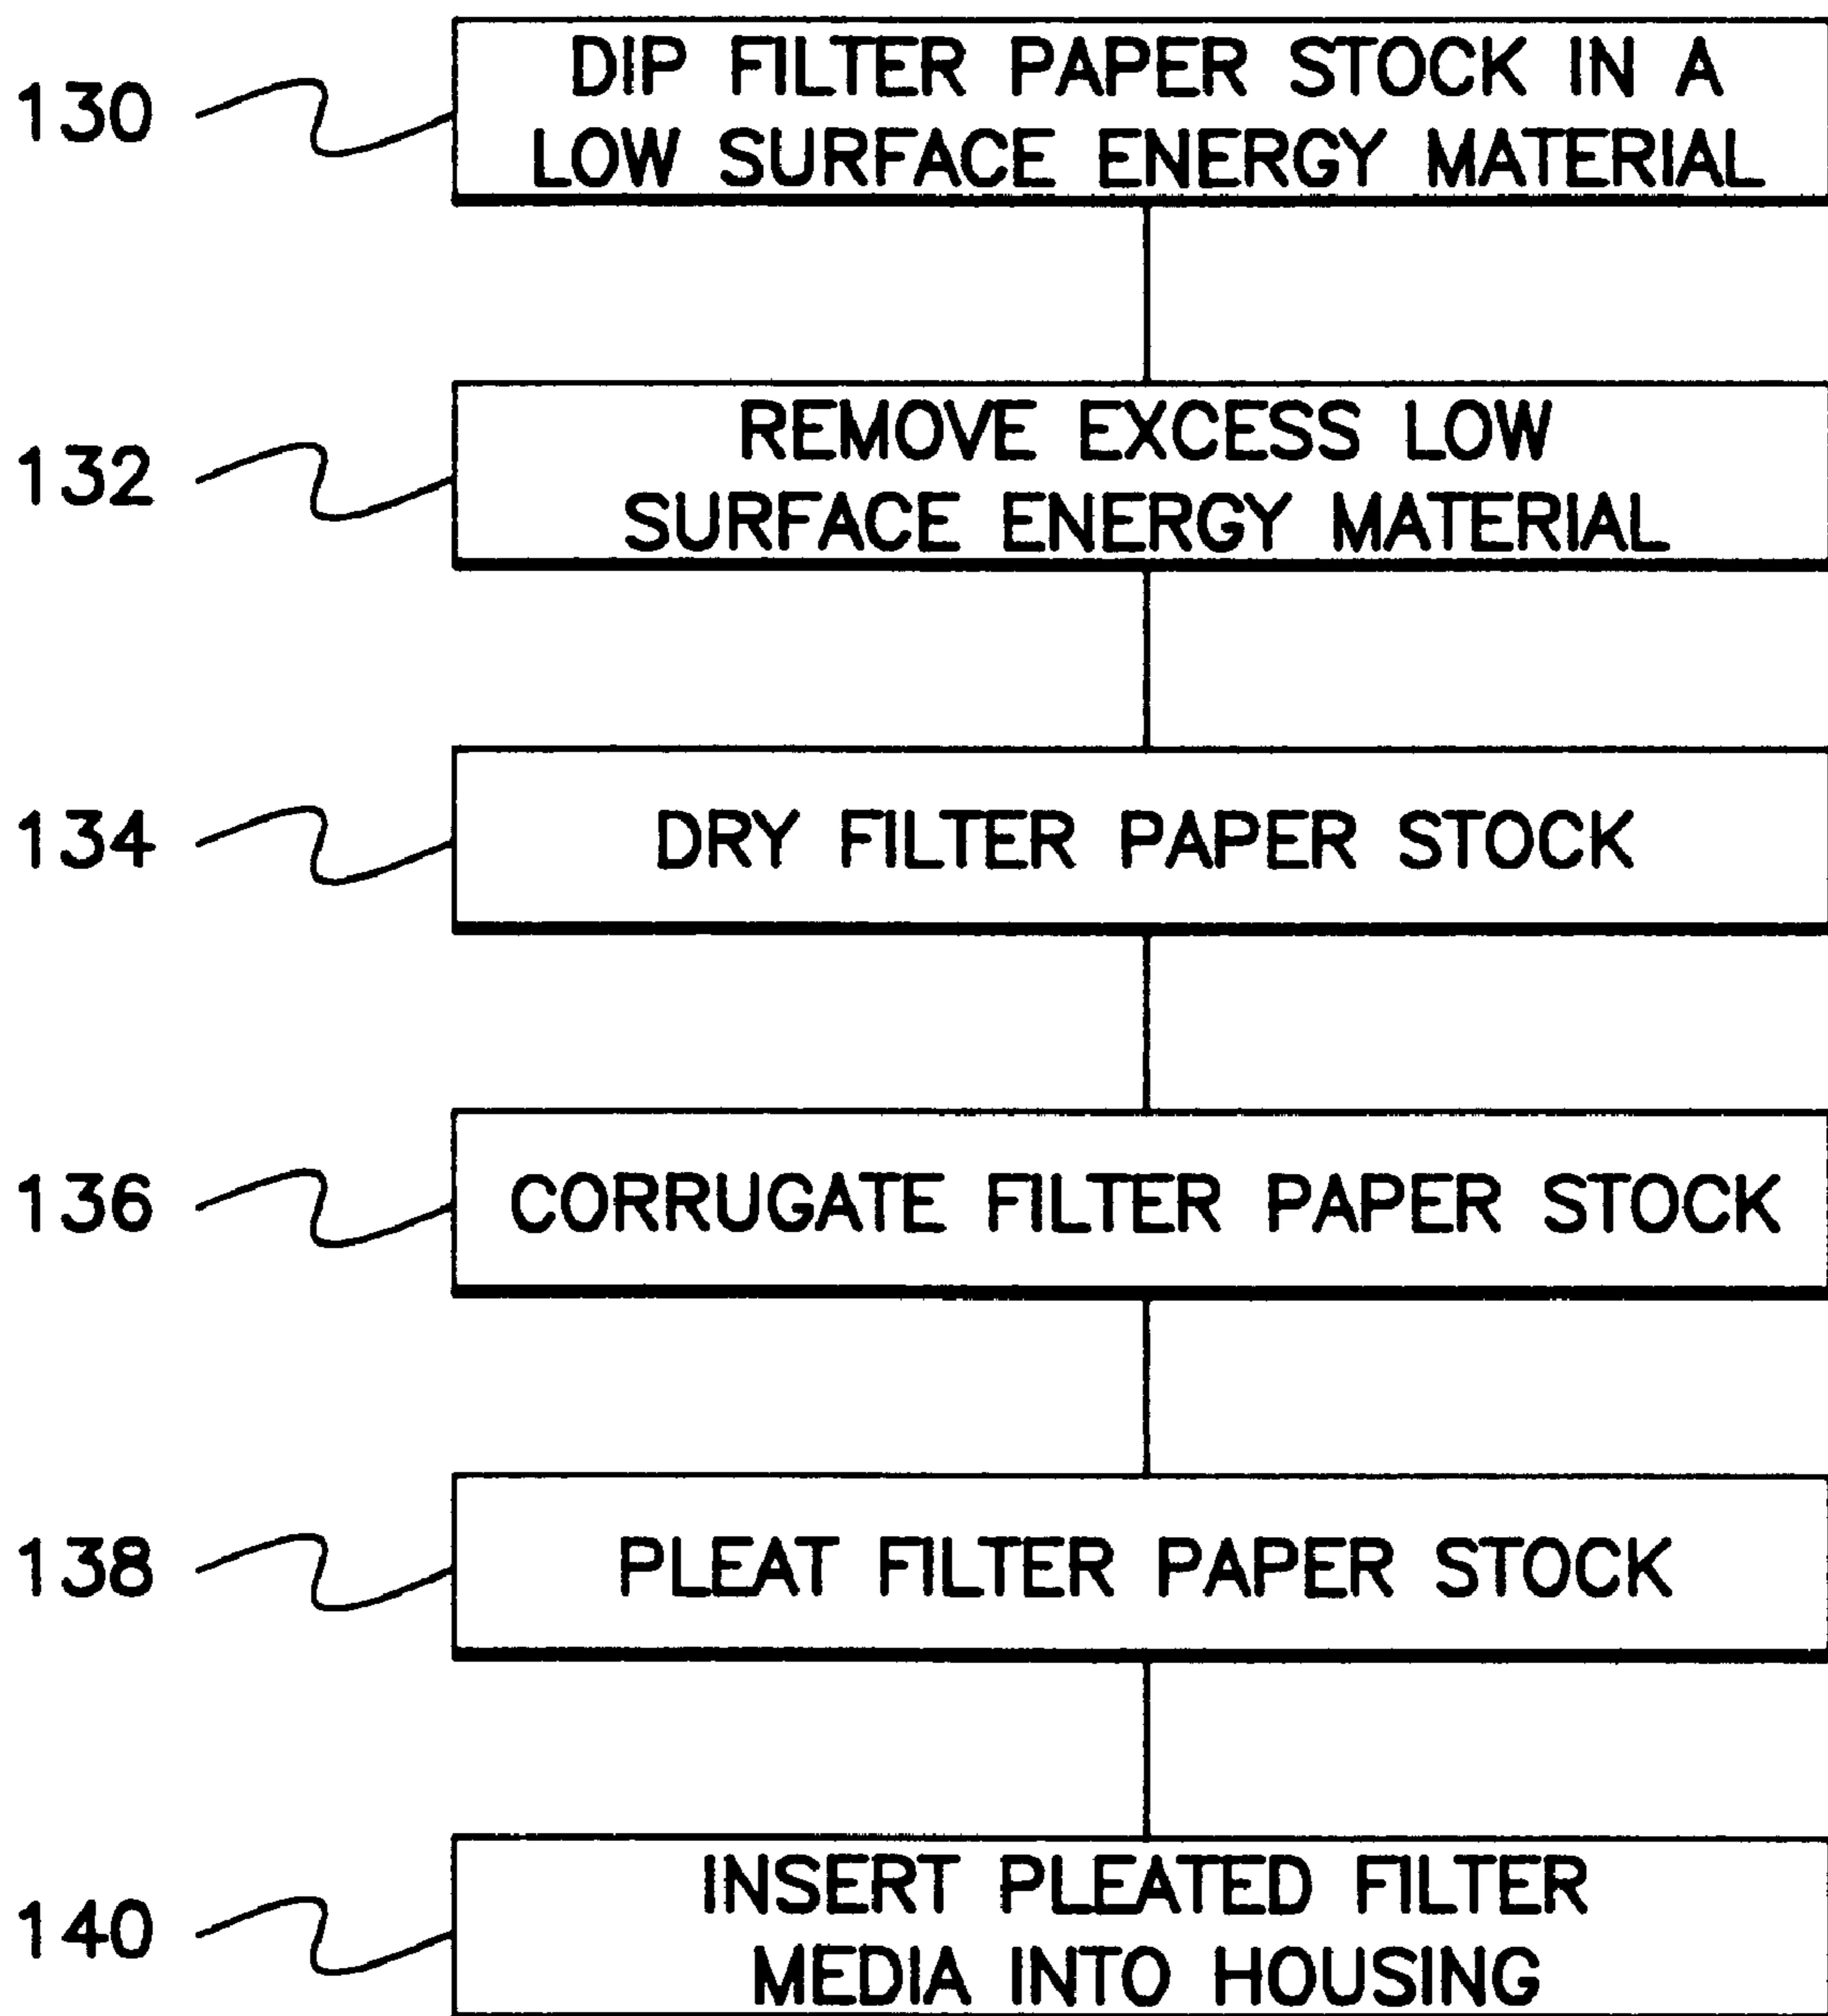 130
DIP FILTER PAPER STOCK IN A
LOW SURFACE ENERGY MATERIAL
132
REMOVE EXCESS LOW
SURFACE ENERGY MATERIAL
134
DRY FILTER PAPER STOCK
136
CORRUGATE FILTER PAPER STOCK
138
PLEAT FILTER PAPER STOCK
140
INSERT PLEATED FILTER
MEDIA INTO HOUSING